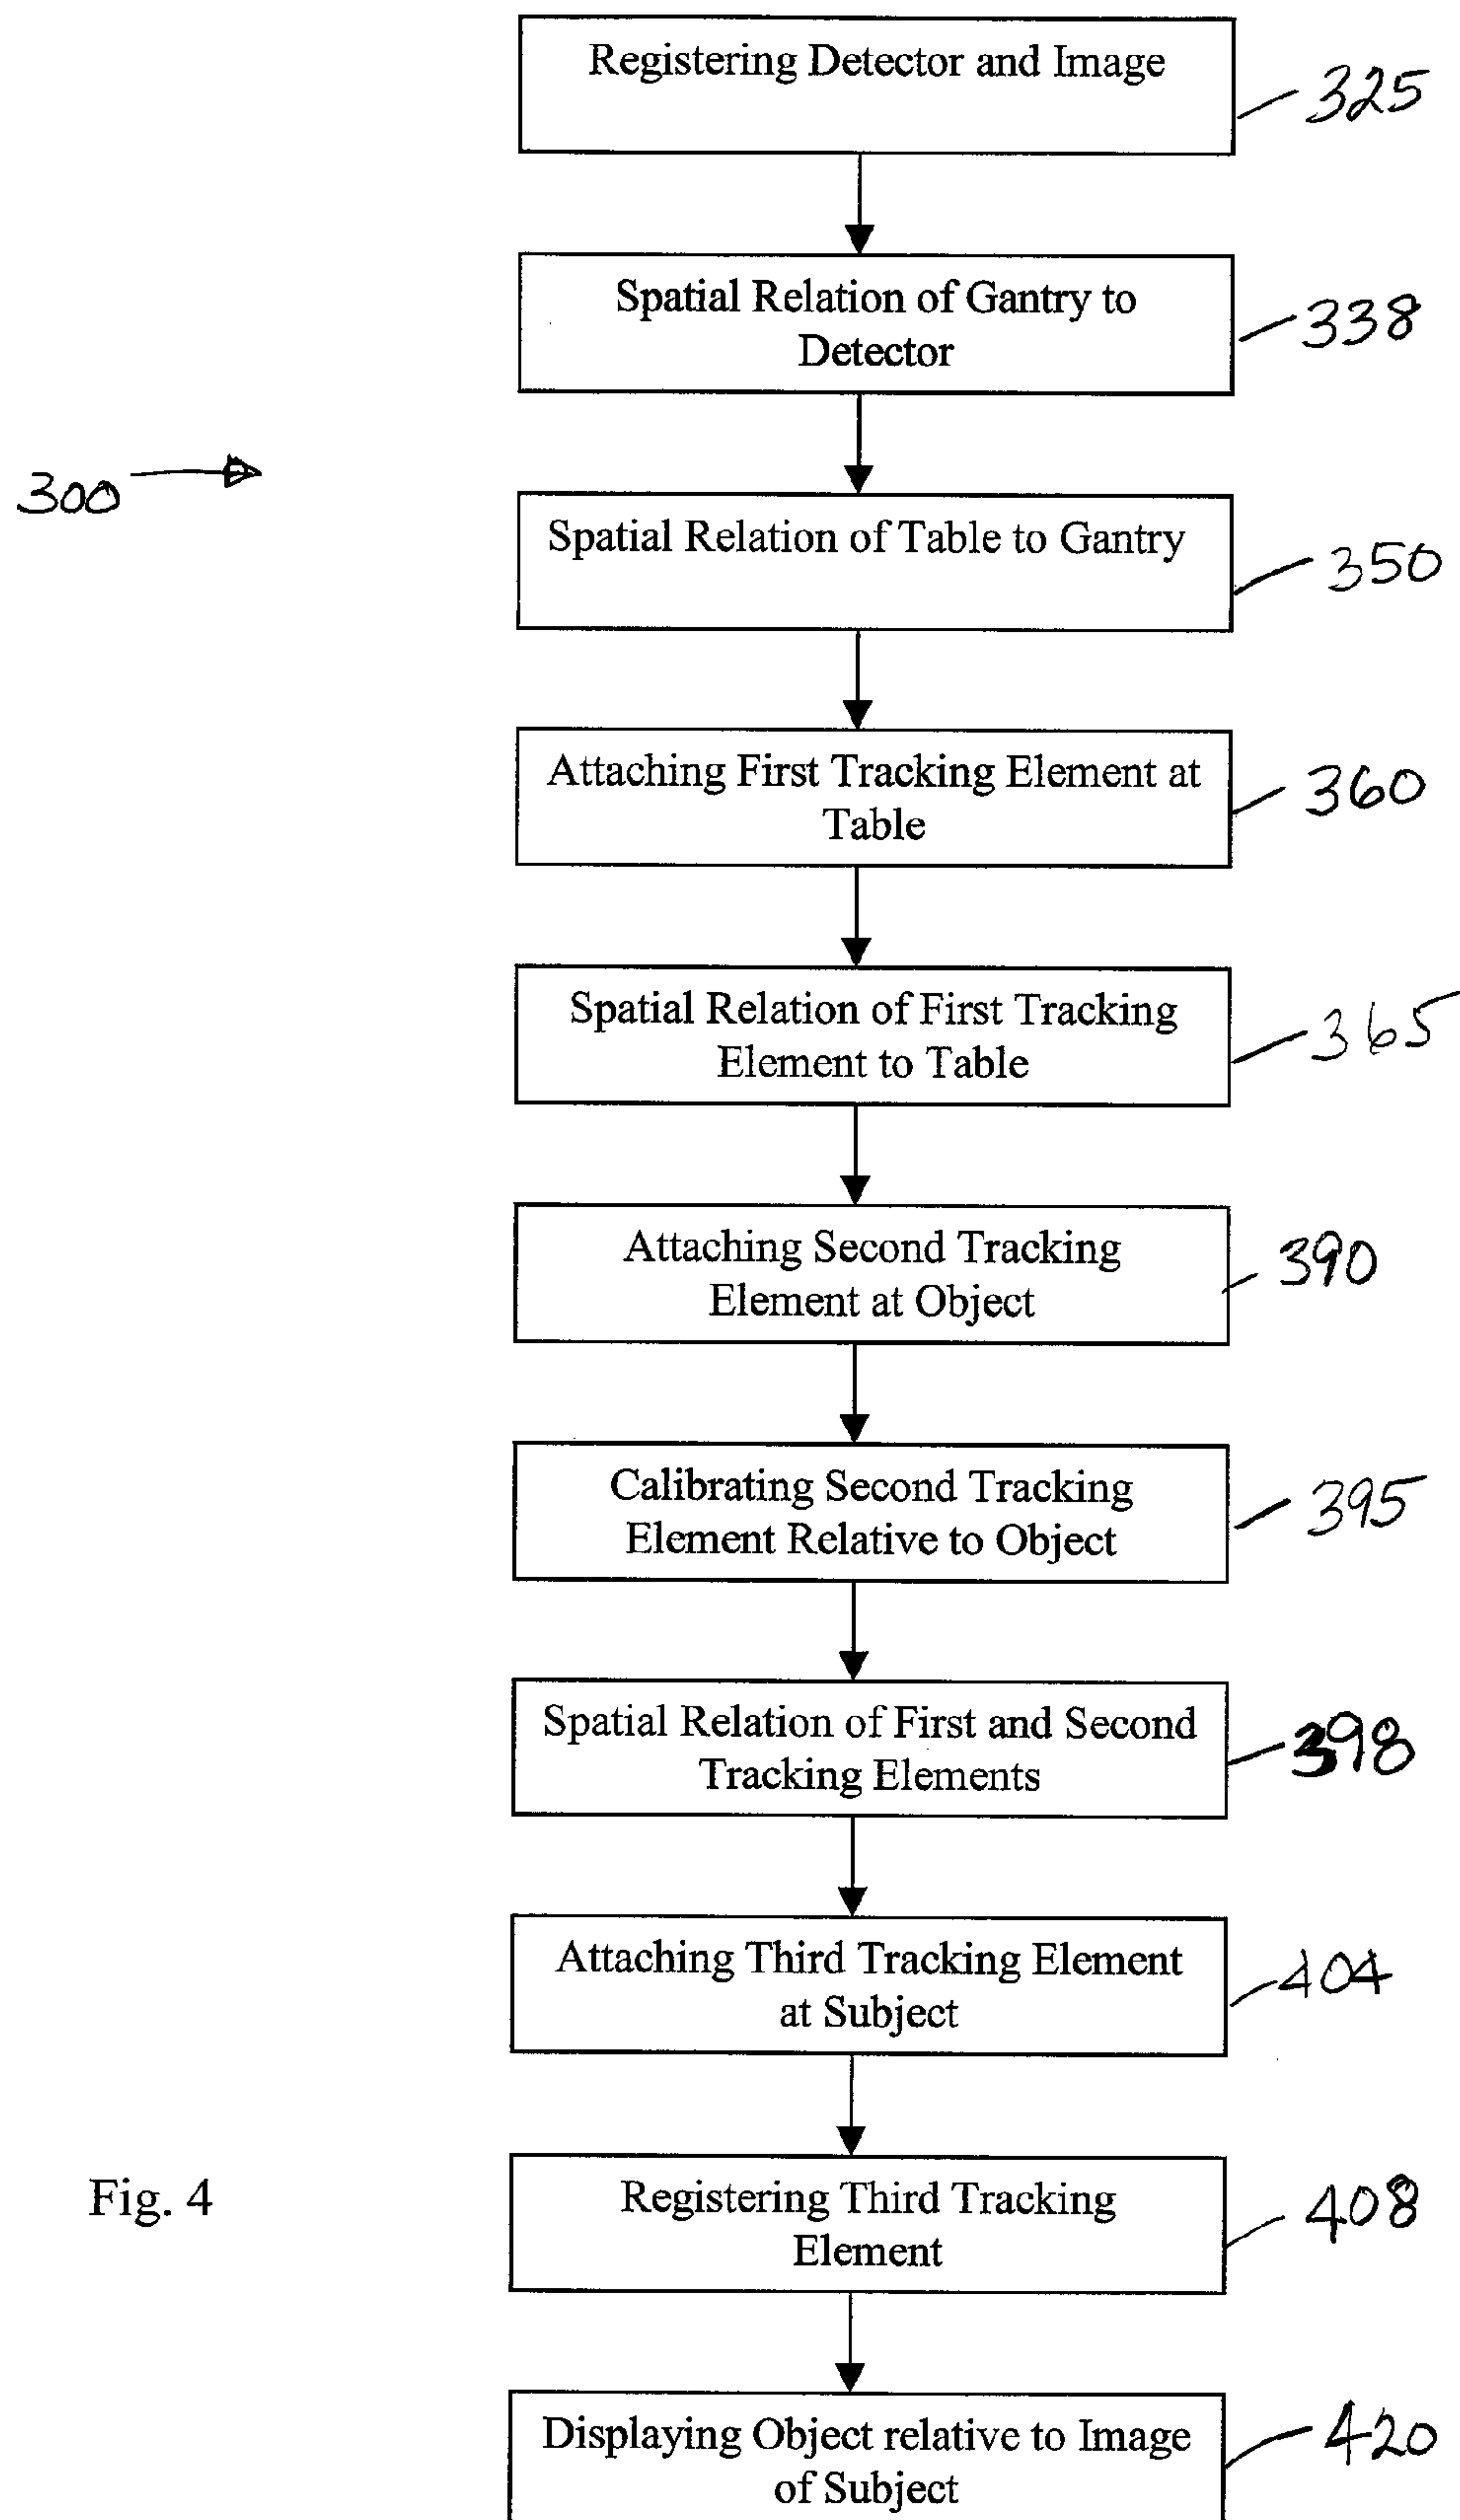 Registering Detector and Image
325
Spatial Relation of Gantry to
Detector
338
300
Spatial Relation of Table to Gantry
350
Attaching First Tracking Element at
Table
360
Spatial Relation of First Tracking
Element to Table
365
Attaching Second Tracking
Element at Object
390
Calibrating Second Tracking
Element Relative to Object
395
Spatial Relation of First and Second
Tracking Elements
398
Attaching Third Tracking Element
at Subject
404
Fig. 4
Registering Third Tracking
Element
408
Displaying Object relative to Image
of Subject
420